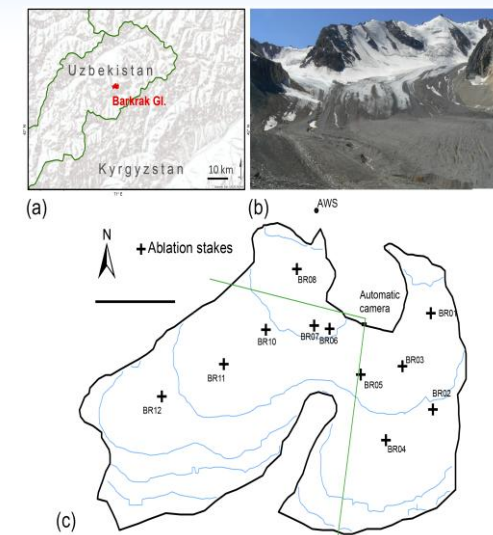 Uzbekistan
Barkrak Gl.
Kyrgyzstan
10 km
(a)
(b)
AWS
N
Ablation stakes
BR08
Automatic
camera
BR01
BR07
BR06
BR10
BR03
BR11
BR05
BR12
BR02
BR04
(c)